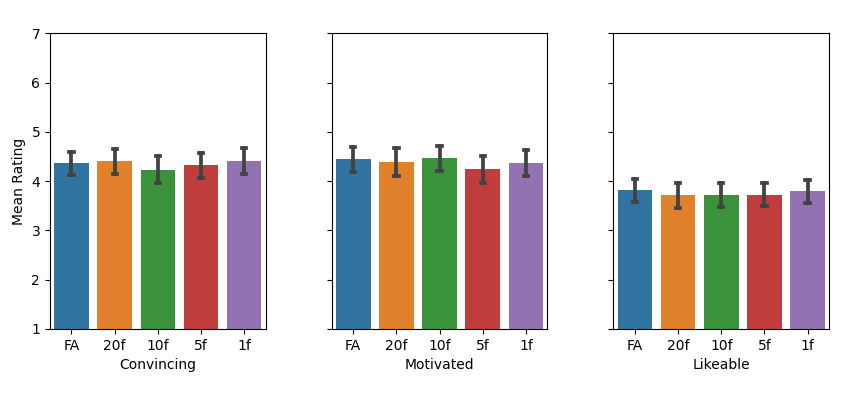 Mean Rating
7
6
5
4
3
2
1
FA 20f 10f 5f 1f
Convincing
FA 20f 10f 5f 1f
Motivated
FA 20f 10f 5f 1f
Likeable